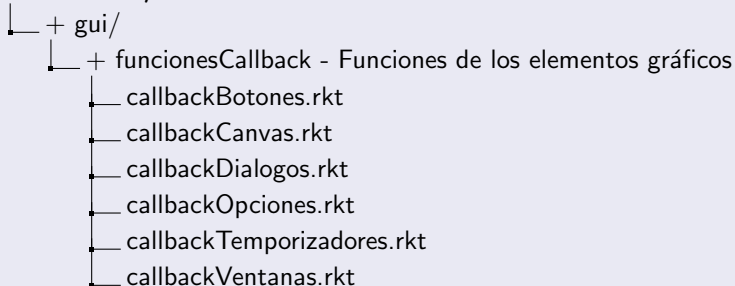 + gui/
+ funcionesCallback - Funciones de los elementos gráficos
callbackBotones.rkt
callbackCanvas.rkt
callbackDialogos.rkt
callbackOpciones.rkt
callbackTemporizadores.rkt
callbackVentanas.rkt